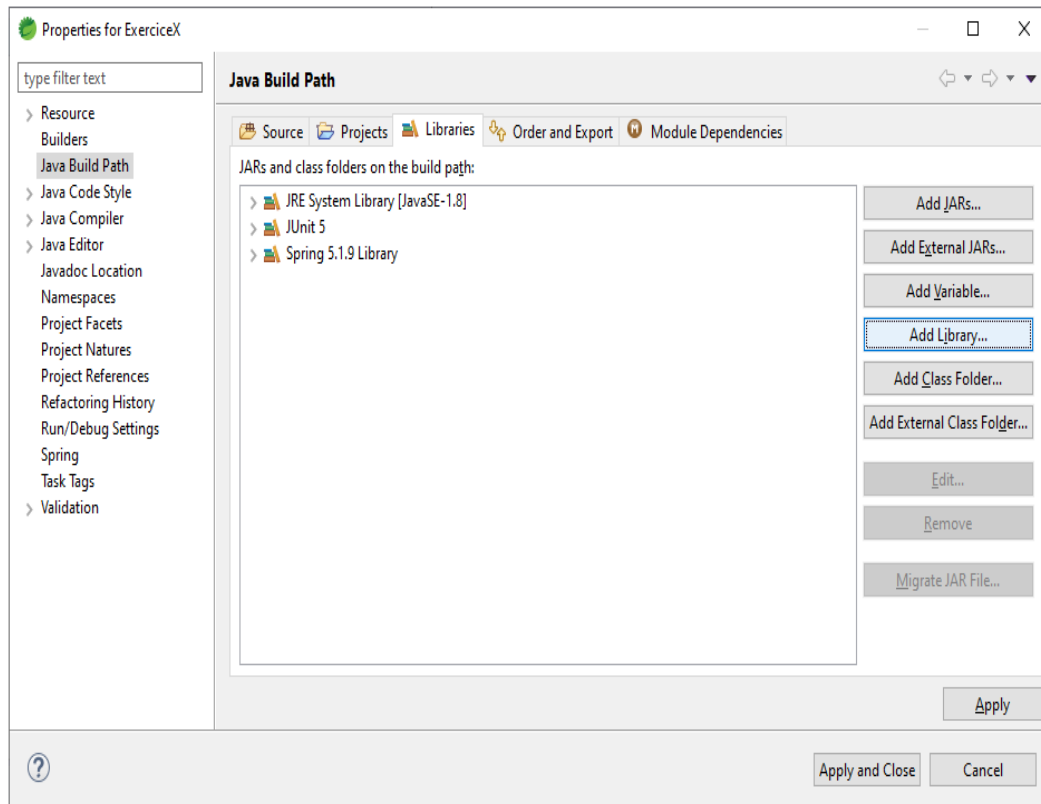 Properties for ExerciceX
type filter text
Resource
Builders
Java Build Path
Java Code Style
Java Compiler
Java Editor
Javadoc Location
Namespaces
Project Facets
Project Natures
Project References
Refactoring History
Run/Debug Settings
Spring
Task Tags
Validation
Java Build Path
Source Projects Libraries Order and Export Module Dependencies
JARs and class folders on the build path:
JRE System Library [JavaSE-1.8]
JUnit 5
Spring 5.1.9 Library
Add JARs...
Add External JARs...
Add Variable...
Add Library...
Add Class Folder...
Add External Class Folder...
Edit...
Remove
Migrate JAR File...
Apply
Apply and Close Cancel